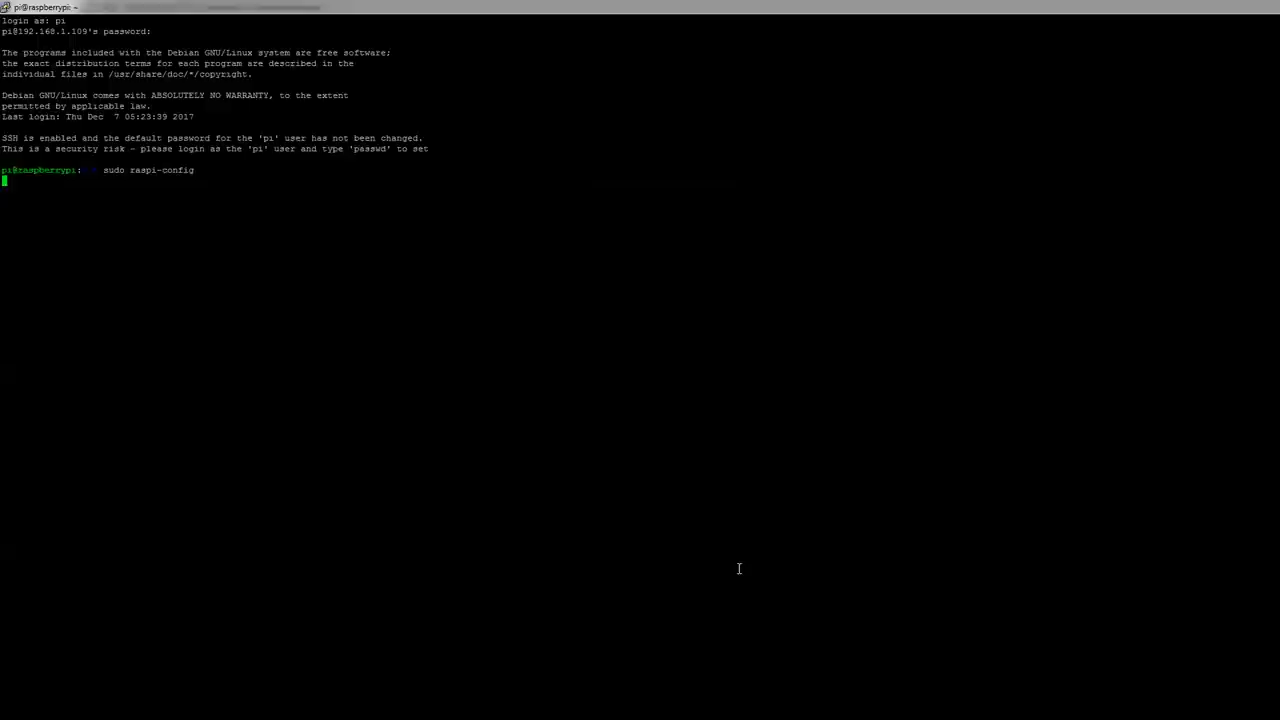 pi@raspberrypi: ~
login as: pi
pi@192.168.1.109's password:
The programs included with the Debian GNU/Linux system are free software;
the exact distribution terms for each program are described in the
individual files in /usr/share/doc/*/copyright.
Debian GNU/Linux comes with ABSOLUTELY NO WARRANTY, to the extent
permitted by applicable law.
Last login: Thu Dec  7 05:23:39 2017
SSH is enabled and the default password for the 'pi' user has not been changed.
This is a security risk - please login as the 'pi' user and type 'passwd' to set
pi@raspberrypi: sudo raspi-config